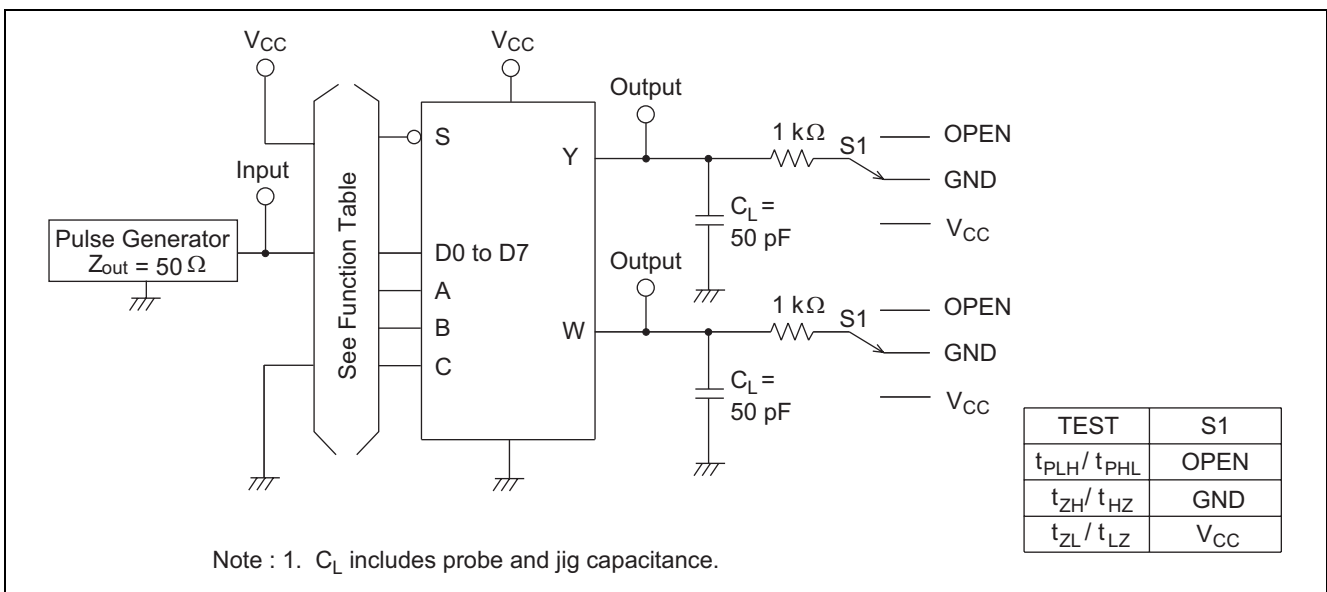 VCC
VCC
Output
1 kΩ
S1
OPEN
GND
VCC
S
Y
Input
CL =
50 pF
Pulse Generator
Zout = 50 Ω
See Function Table
D0 to D7
A
B
C
Output
W
1 kΩ
S1
OPEN
GND
VCC
CL =
50 pF
TEST S1
tPLH / tPHL OPEN
tZH / tHZ GND
tZL / tLZ VCC
Note : 1. CL includes probe and jig capacitance.